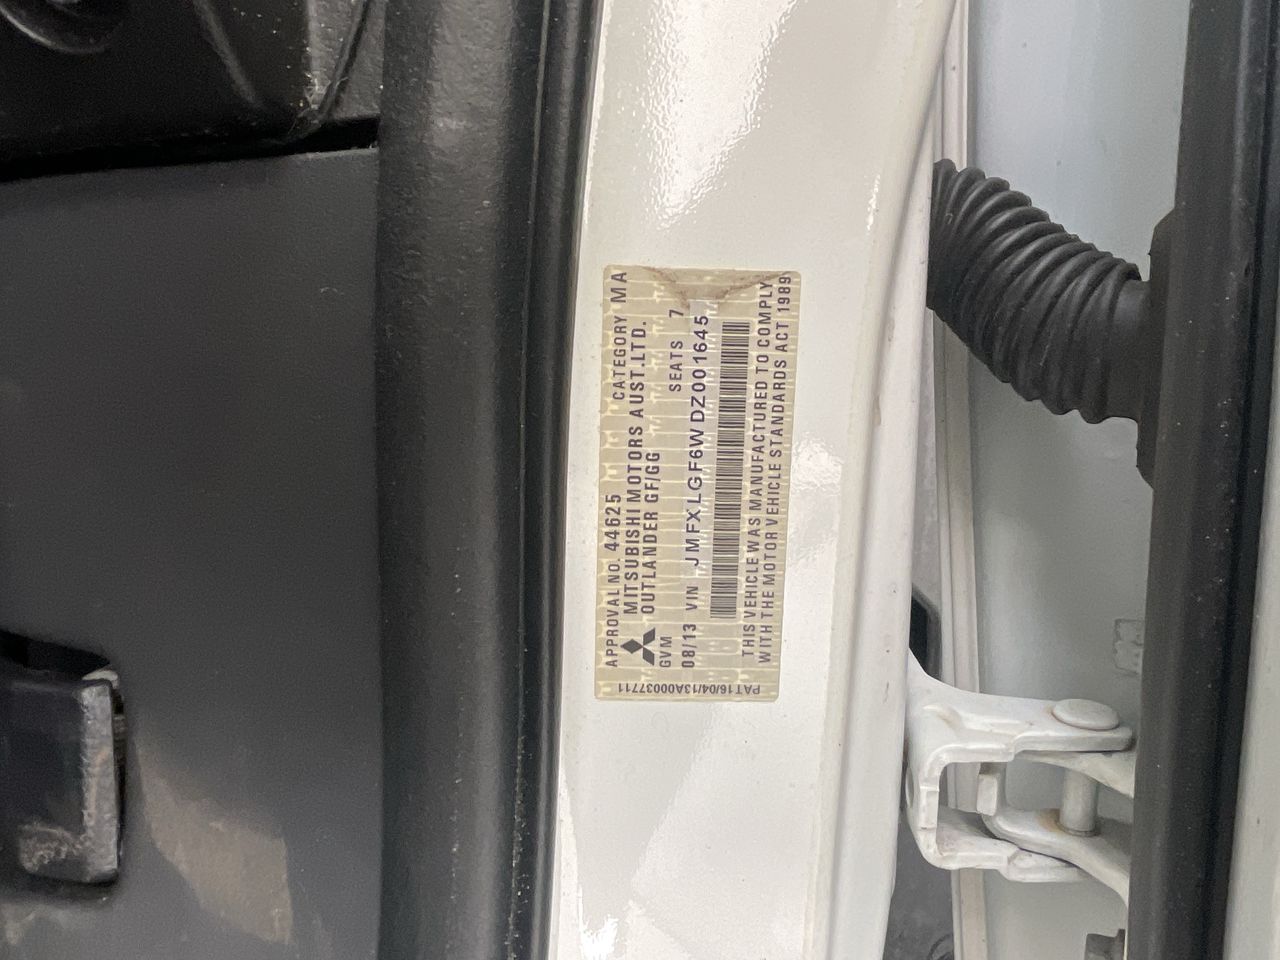 APPROVAL NO. 44625 CATEGORY MA
MITSUBISHI MOTORS AUST.LTD.
OUTLANDER GF/GG
GVM SEATS 7
08/13 VIN JMFXLGF6WDZ001645
THIS VEHICLE WAS MANUFACTURED TO COMPLY
WITH THE MOTOR VEHICLE STANDARDS ACT 1989
PAT16/04/13A00037711